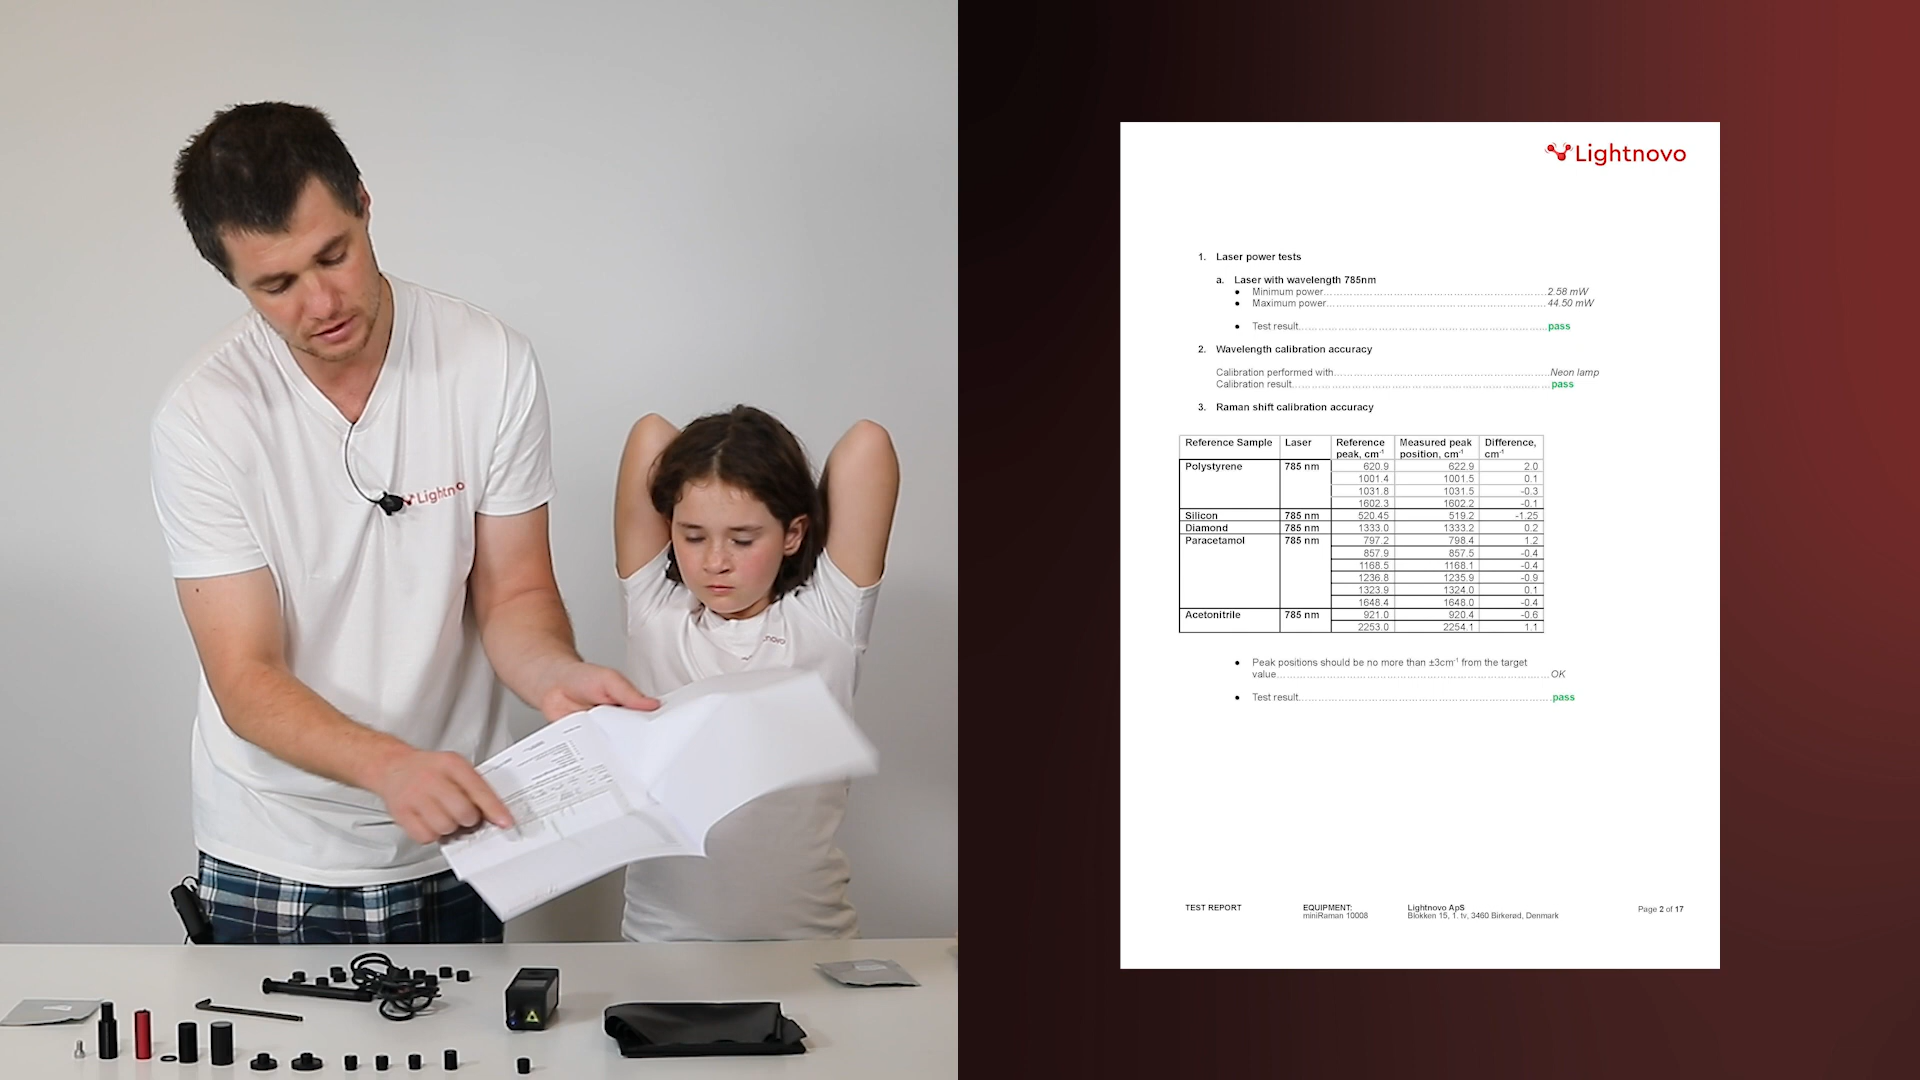 Lightnovo
1. Laser power tests
a. Laser with wavelength 785nm
• Minimum power 2.58 mW
• Maximum power 44.50 mW
• Test result pass
2. Wavelength calibration accuracy
Calibration performed with Neon lamp
Calibration result pass
3. Raman shift calibration accuracy
Reference Sample Laser Reference peak, cm⁻¹ Measured peak position, cm⁻¹ Difference, cm⁻¹
Polystyrene 785 nm 620.9 622.9 2.0
1001.4 1001.5 0.1
1031.8 1031.5 -0.3
1602.3 1602.2 -0.1
Silicon 785 nm 520.45 519.2 -1.25
Diamond 785 nm 1333.0 1333.2 0.2
Paracetamol 785 nm 797.2 798.4 1.2
857.9 857.5 -0.4
1168.5 1168.1 -0.4
1236.8 1235.9 -0.9
1323.9 1324.0 0.1
1648.4 1648.0 -0.4
Acetonitrile 785 nm 921.0 920.4 -0.6
2253.0 2254.1 1.1
• Peak positions should be no more than ±3cm⁻¹ from the target
value OK
• Test result pass
TEST REPORT
EQUIPMENT:
miniRaman 10008
Lightnovo ApS
Blokken 15, 1. tv, 3460 Birkerød, Denmark
Page 2 of 17
Lightno